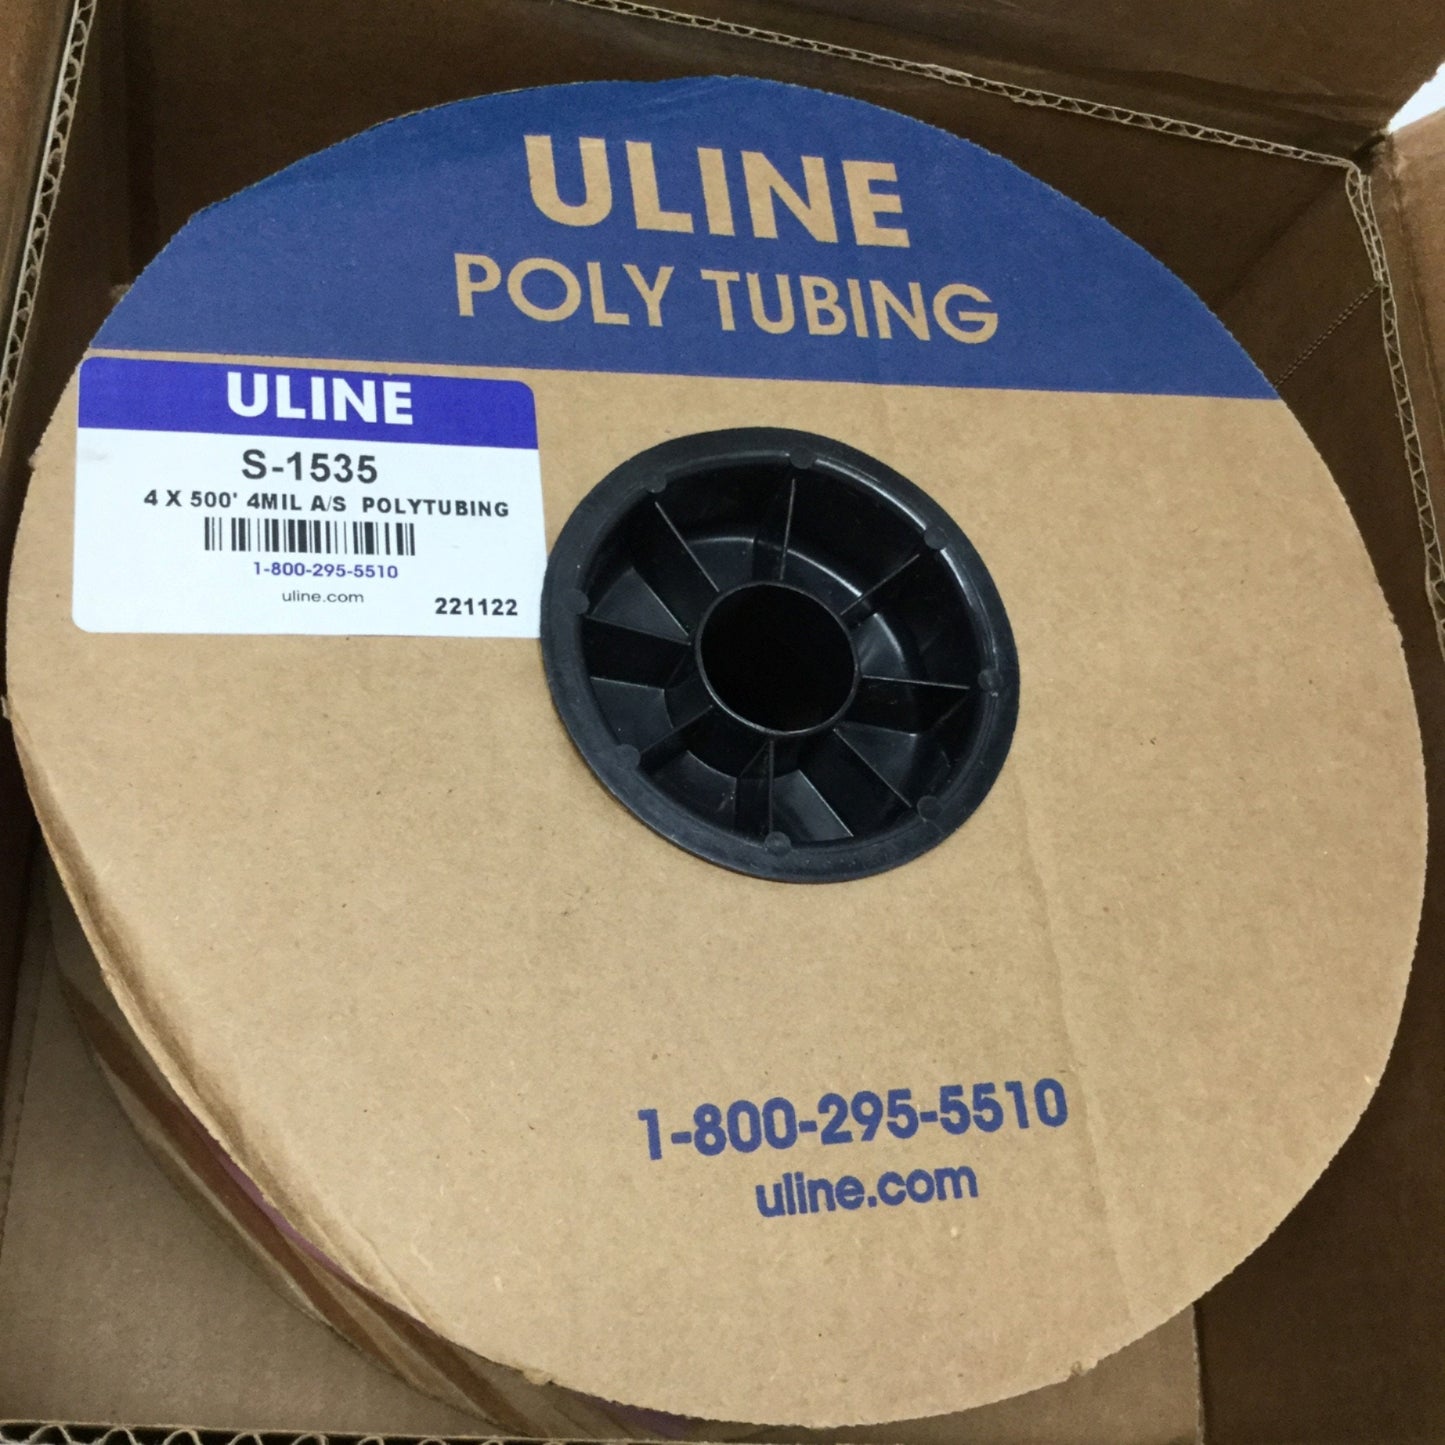 ULINE
POLY TUBING
ULINE
S-1535
4 X 500' 4MIL A/S POLYTUBING
1-800-295-5510
uline.com
221122
1-800-295-5510
uline.com